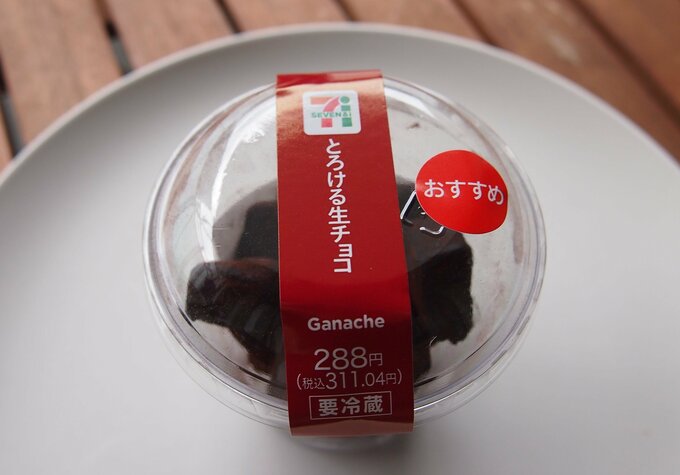 SEVEN&i
とろける生チョコ
おすすめ
Ganache
288円
(税込311.04円)
要冷蔵